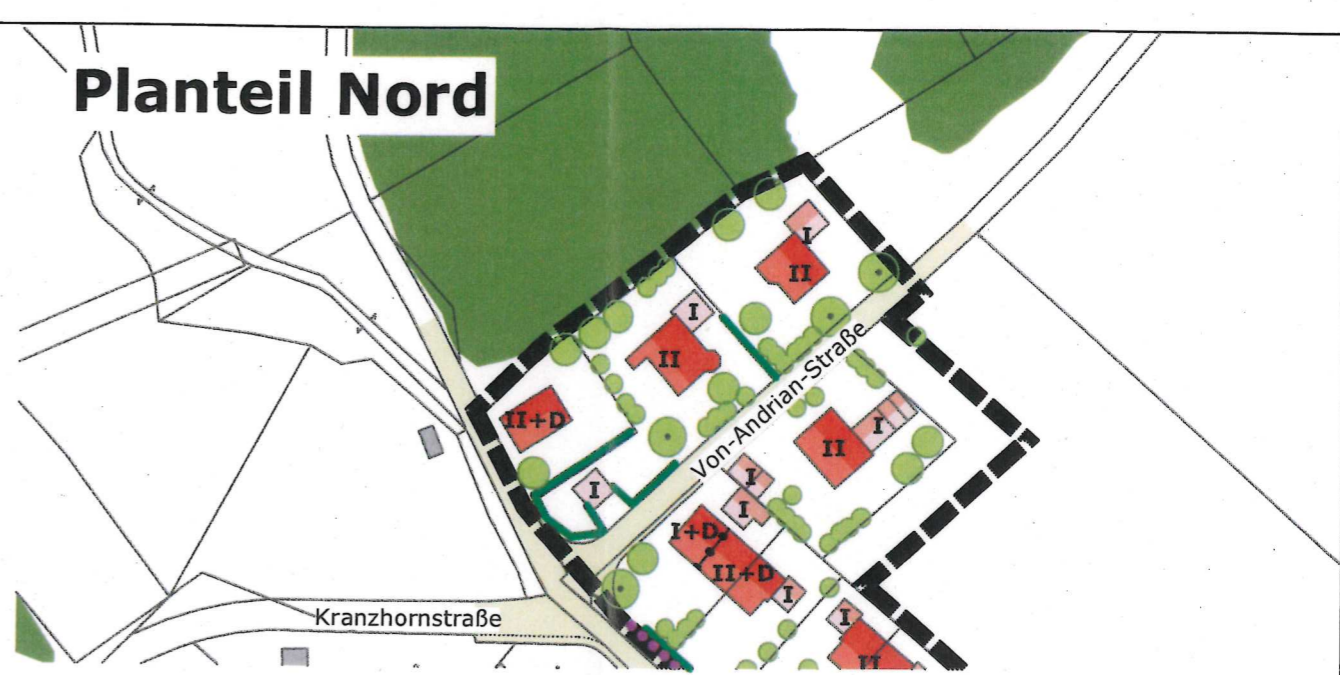 Planteil Nord
I
II
I
II
II+D
Von-Andrian-Straße
I
II
I
I
I
I+D
II+D
I
I
II
Kranzhornstraße